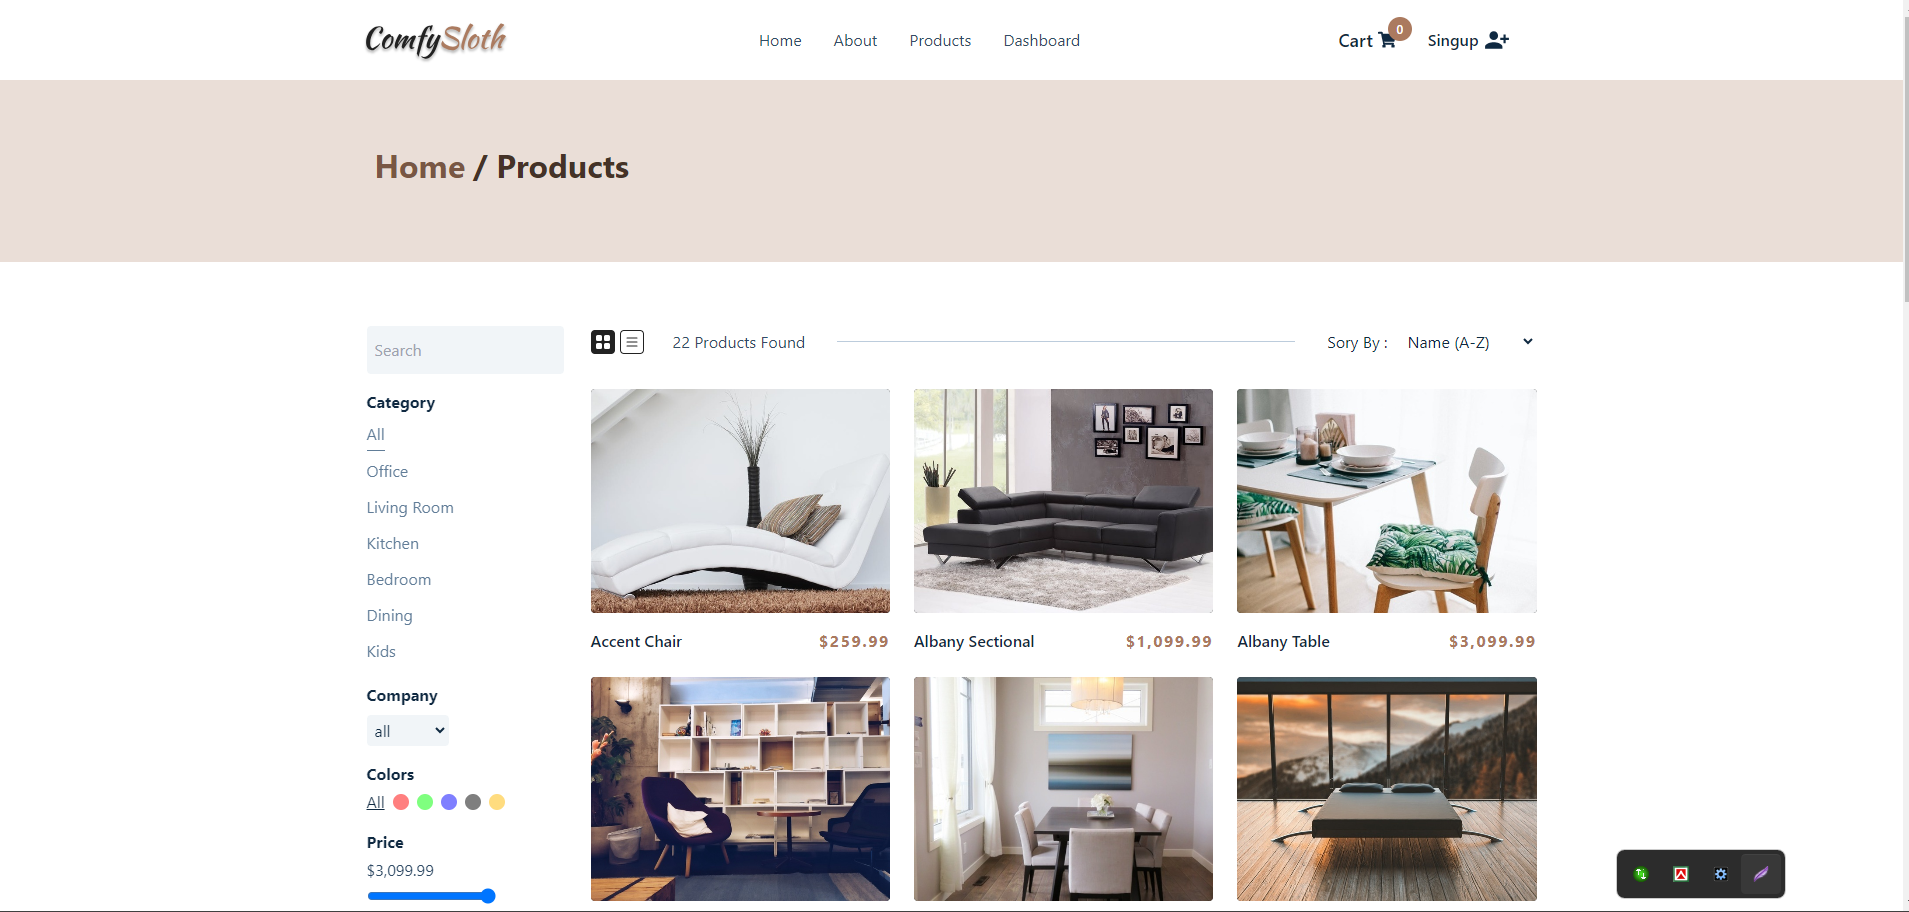 ComfySloth
Home About Products Dashboard
Cart 0 Singup
Home / Products
Search
Category
All
Office
Living Room
Kitchen
Bedroom
Dining
Kids
Company
all
Colors
All
Price
$3,099.99
22 Products Found
Sory By : Name (A-Z)
Accent Chair $259.99
Albany Sectional $1,099.99
Albany Table $3,099.99